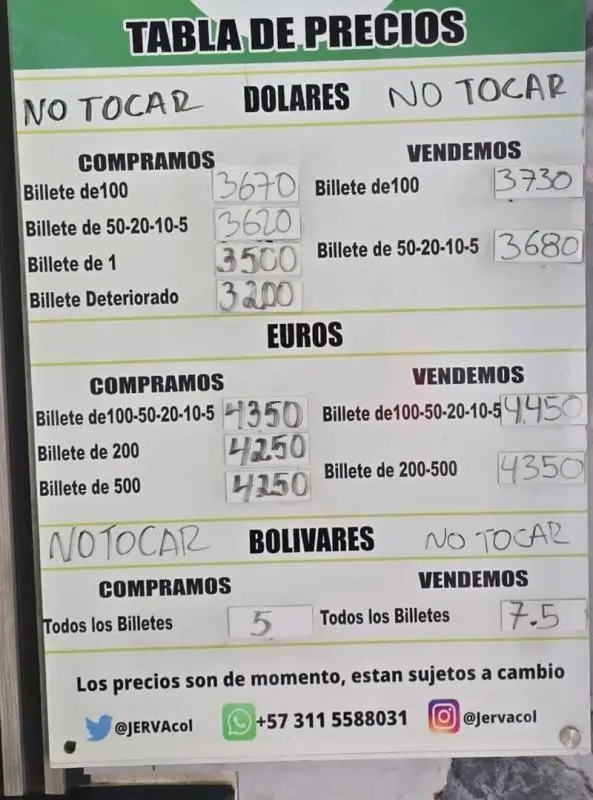 TABLA DE PRECIOS
NO TOCAR DOLARES NO TOCAR
COMPRAMOS VENDEMOS
Billete de100 3670 Billete de100 3730
Billete de 50-20-10-5 3620
Billete de 50-20-10-5 3680
Billete de 1 3500
Billete Deteriorado 3200
EUROS
COMPRAMOS VENDEMOS
Billete de100-50-20-10-5 4350 Billete de100-50-20-10-5 4.450
Billete de 200 4250
Billete de 200-500 4350
Billete de 500 4250
NO TOCAR BOLIVARES NO TOCAR
COMPRAMOS VENDEMOS
Todos los Billetes 5 Todos los Billetes 7.5
Los precios son de momento, estan sujetos a cambio
@JERVAcol +57 311 5588031 @Jervacol